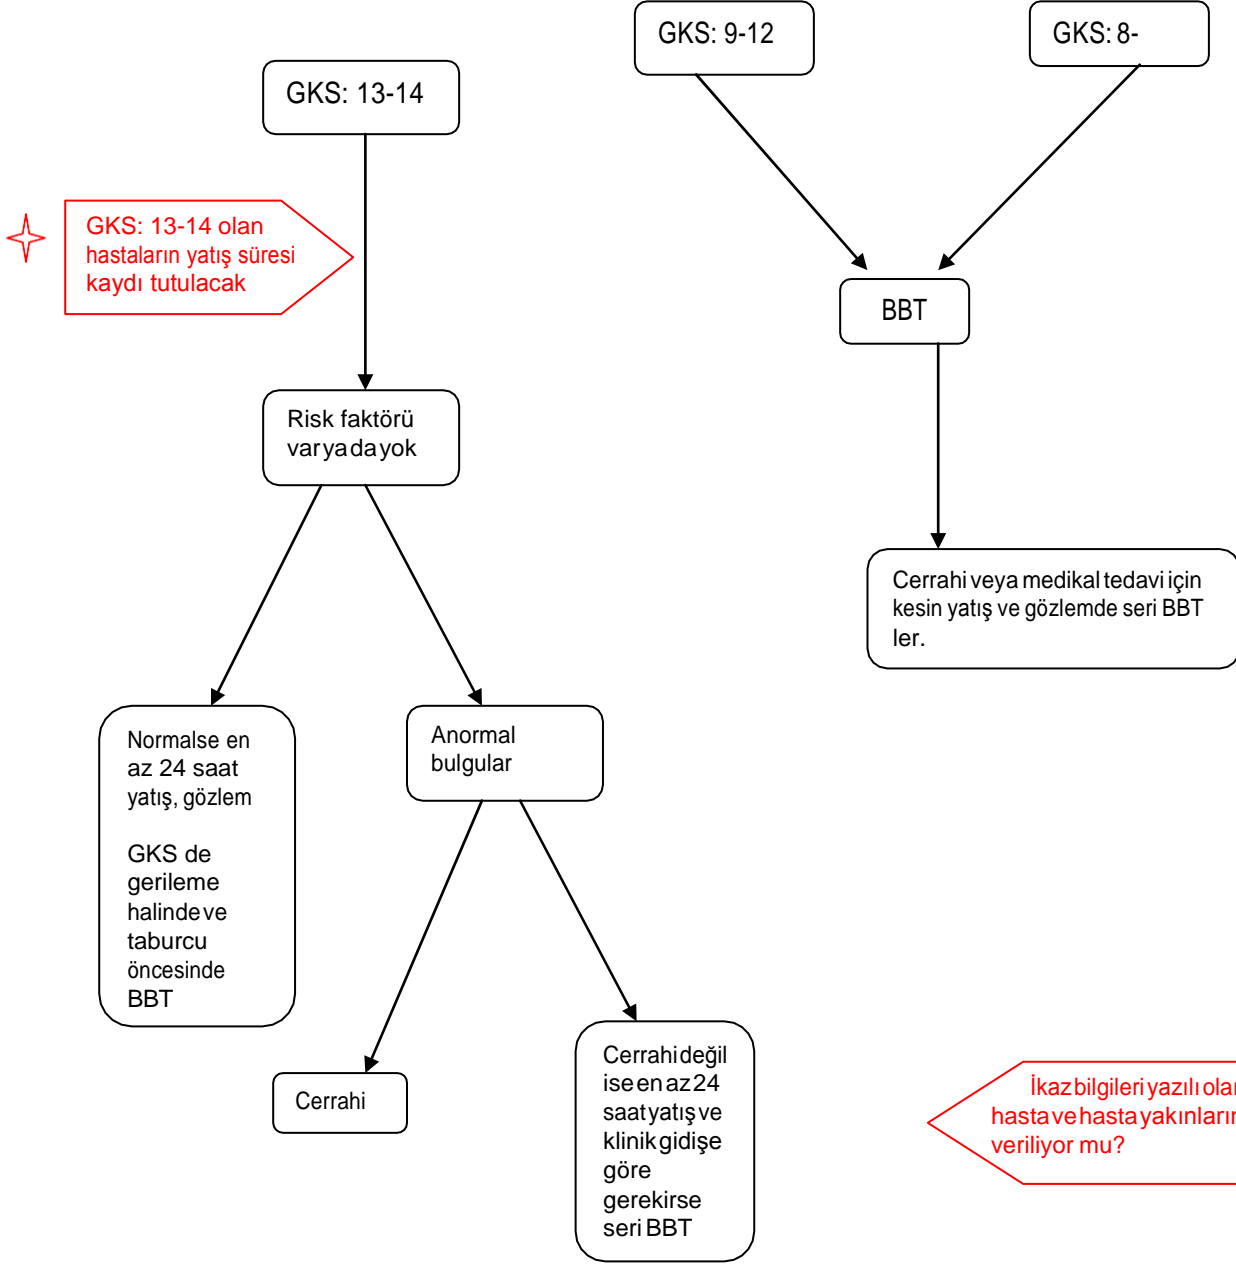 GKS: 9-12
GKS: 8-
GKS: 13-14
GKS: 13-14 olan
hastaların yatış süresi
kaydı tutulacak
BBT
Risk faktörü
var ya da yok
Cerrahi veya medikal tedavi için
kesin yatış ve gözlemde seri BBT
ler.
Normalse en
az 24 saat
yatış, gözlem
GKS de
gerileme
halinde ve
taburcu
öncesinde
BBT
Anormal
bulgular
Cerrahi
Cerrahi değil
ise en az 24
saat yatış ve
klinik gidişe
göre
gerekirse
seri BBT
İkaz bilgileri yazılı
hasta ve hasta
veriliyor mu?